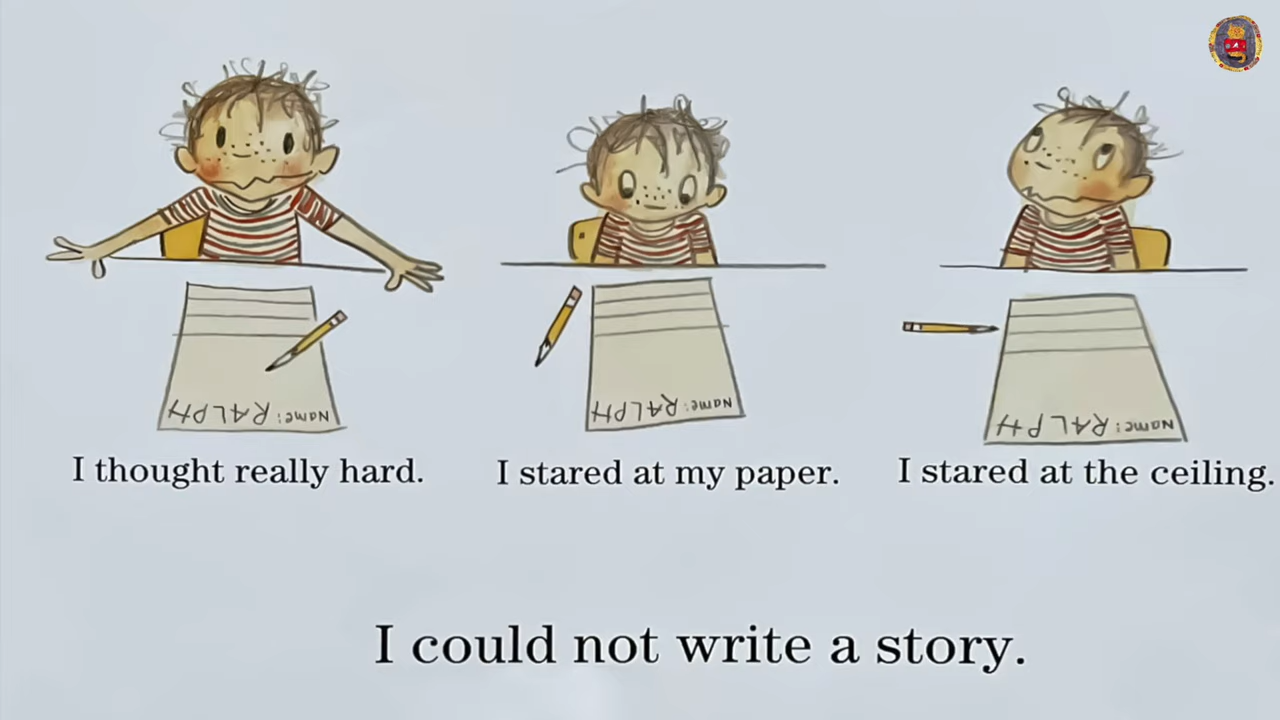 Name: RALPH
Name: RALPH
Name: RALPH
I thought really hard.
I stared at my paper.
I stared at the ceiling.
I could not write a story.